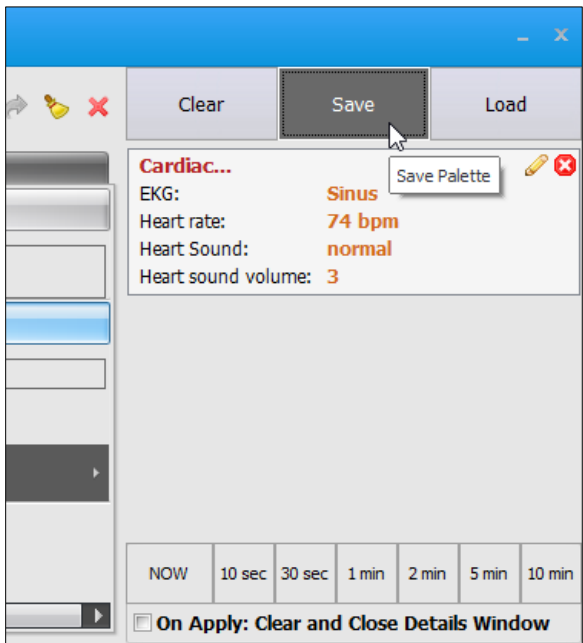 Clear Save Load
Cardiac...
Save Palette
EKG: Sinus
Heart rate: 74 bpm
Heart Sound: normal
Heart sound volume: 3
NOW 10 sec 30 sec 1 min 2 min 5 min 10 min
On Apply: Clear and Close Details Window